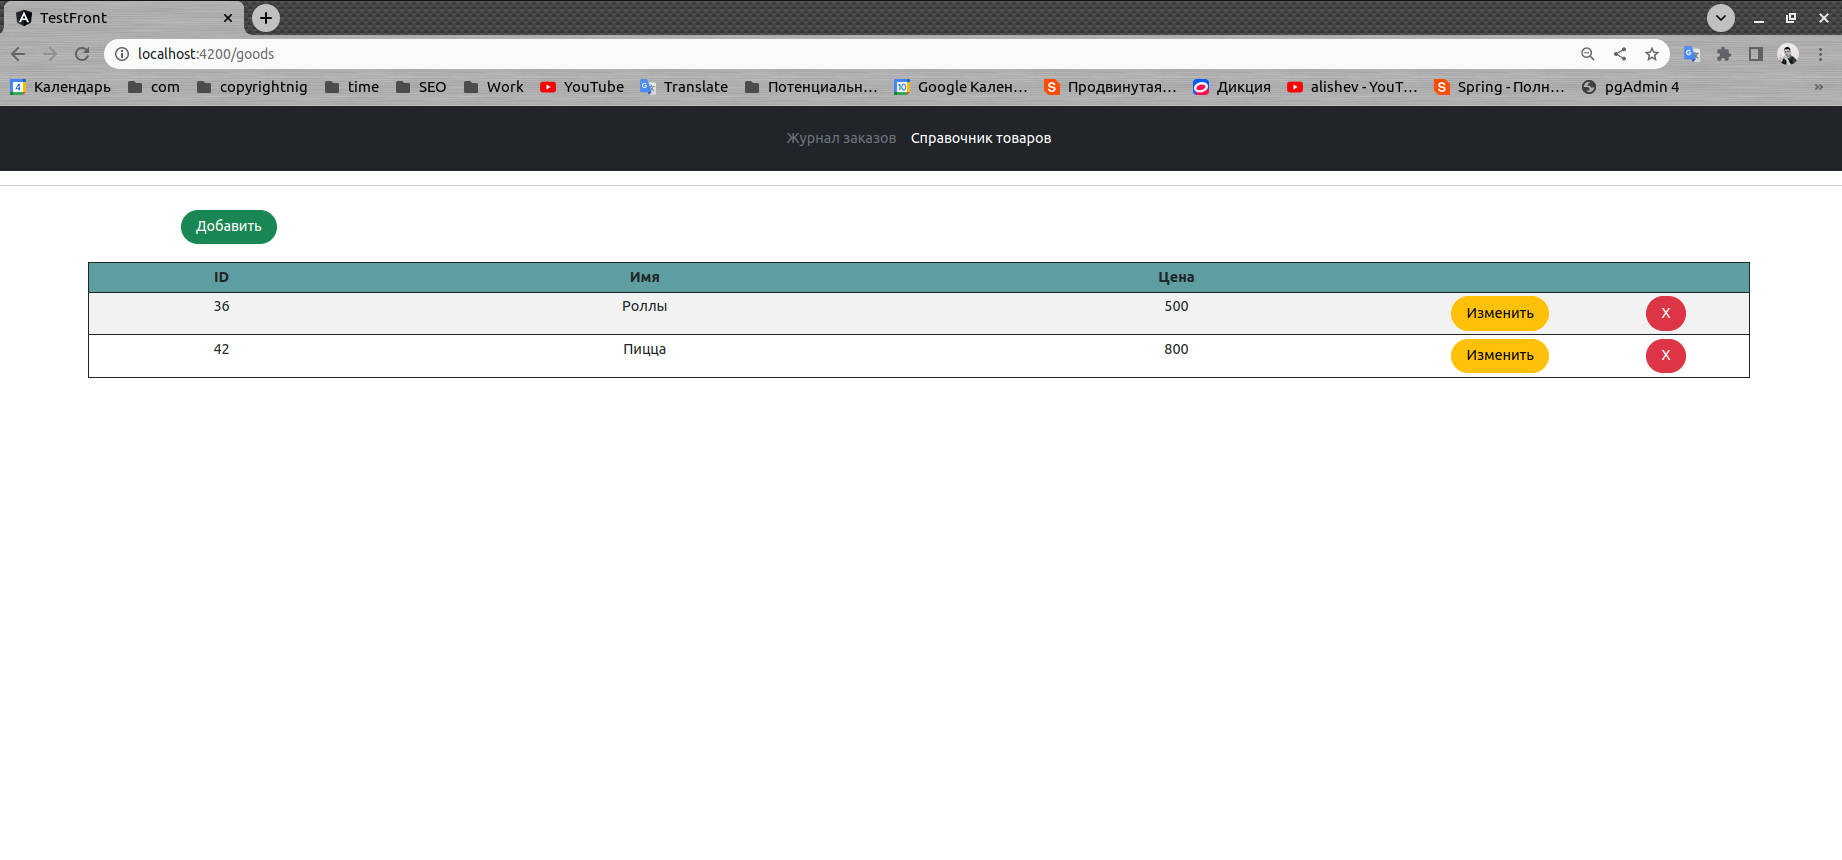 TestFront
localhost:4200/goods
Календарь com copyrightnig time SEO Work YouTube Translate Потенциальн… Google Кален… Продвинутая… Дикция alishev - YouT… Spring - Полн… pgAdmin 4 »
Журнал заказов Справочник товаров
Добавить
ID Имя Цена
36 Роллы 500 Изменить X
42 Пицца 800 Изменить X